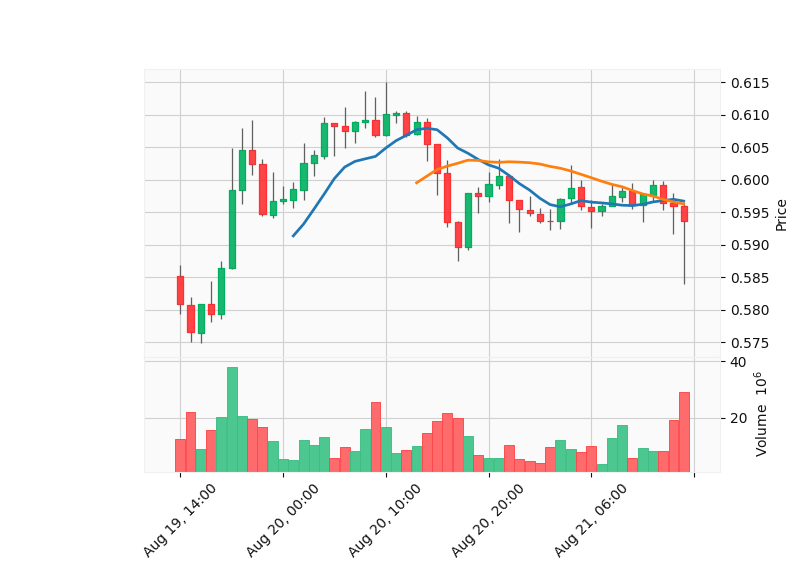 0.615
0.610
0.605
0.600
0.595
0.590
0.585
0.580
0.575
Price
40
20
Volume 10^6
Aug 19, 14:00
Aug 20, 00:00
Aug 20, 10:00
Aug 20, 20:00
Aug 21, 06:00